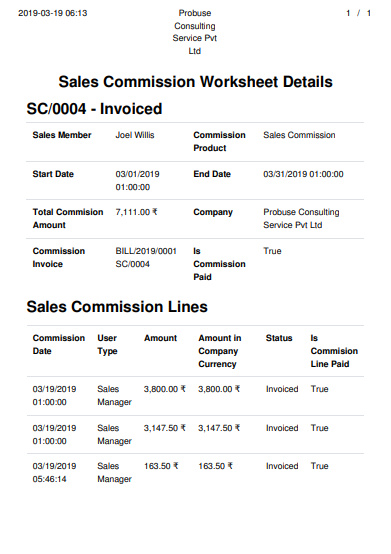 2019-03-19 06:13
Probuse
Consulting
Service Pvt
Ltd
1 / 1
Sales Commission Worksheet Details
SC/0004 - Invoiced
Sales Member Joel Willis Commission Sales Commission
Product
Start Date 03/01/2019 End Date 03/31/2019 01:00:00
01:00:00
Total Commision 7,111.00 ₹ Company Probuse Consulting
Amount Service Pvt Ltd
Commission BILL/2019/0001 Is True
Invoice SC/0004 Commission
Paid
Sales Commission Lines
Commission User Amount Amount in Status Is
Date Type Company Commision
Currency Line Paid
03/19/2019 Sales 3,800.00 ₹ 3,800.00 ₹ Invoiced True
01:00:00 Manager
03/19/2019 Sales 3,147.50 ₹ 3,147.50 ₹ Invoiced True
01:00:00 Manager
03/19/2019 Sales 163.50 ₹ 163.50 ₹ Invoiced True
05:46:14 Manager